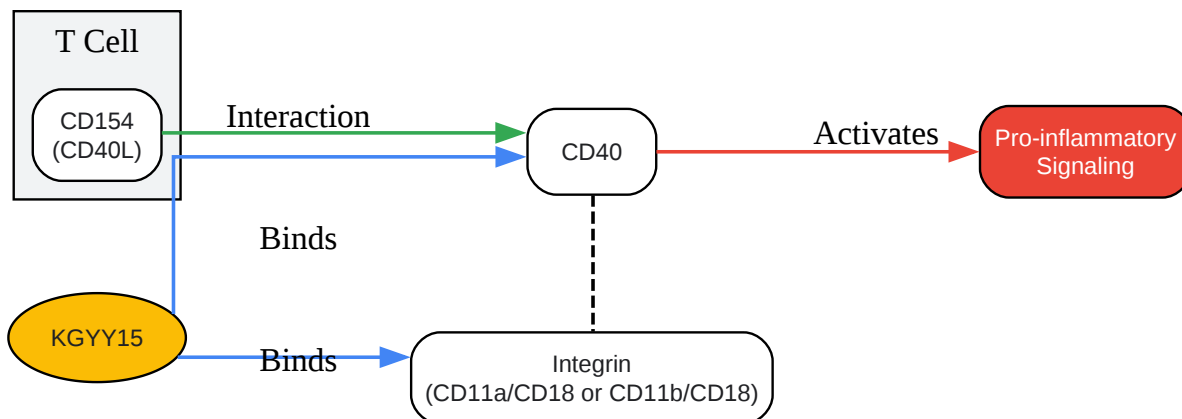 T Cell
CD154
(CD40L)
Interaction
CD40
Activates
Pro-inflammatory
Signaling
Binds
KGYY15
Binds
Integrin
(CD11a/CD18 or CD11b/CD18)